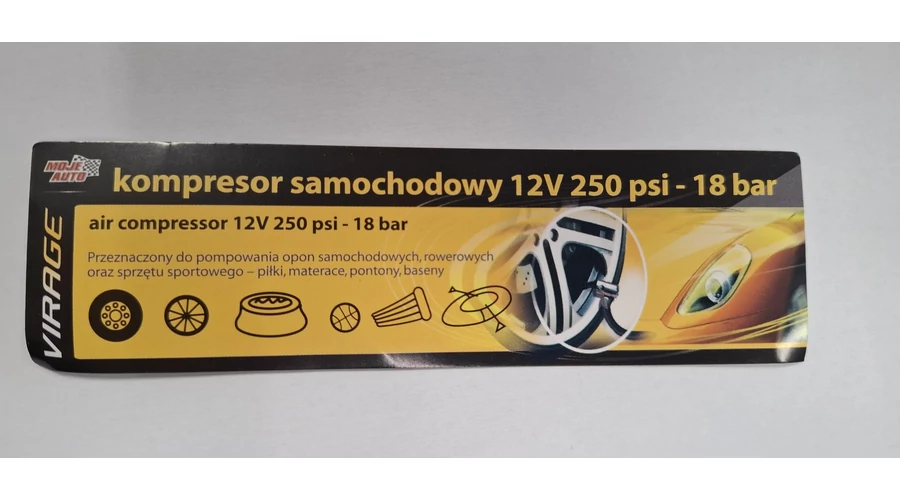 MOJE
AUTO
kompresor samochodowy 12V 250 psi - 18 bar
VIRAGE
air compressor 12V 250 psi - 18 bar
Przeznaczony do pompowania opon samochodowych, rowerowych
oraz sprzętu sportowego – piłki, materace, pontony, baseny